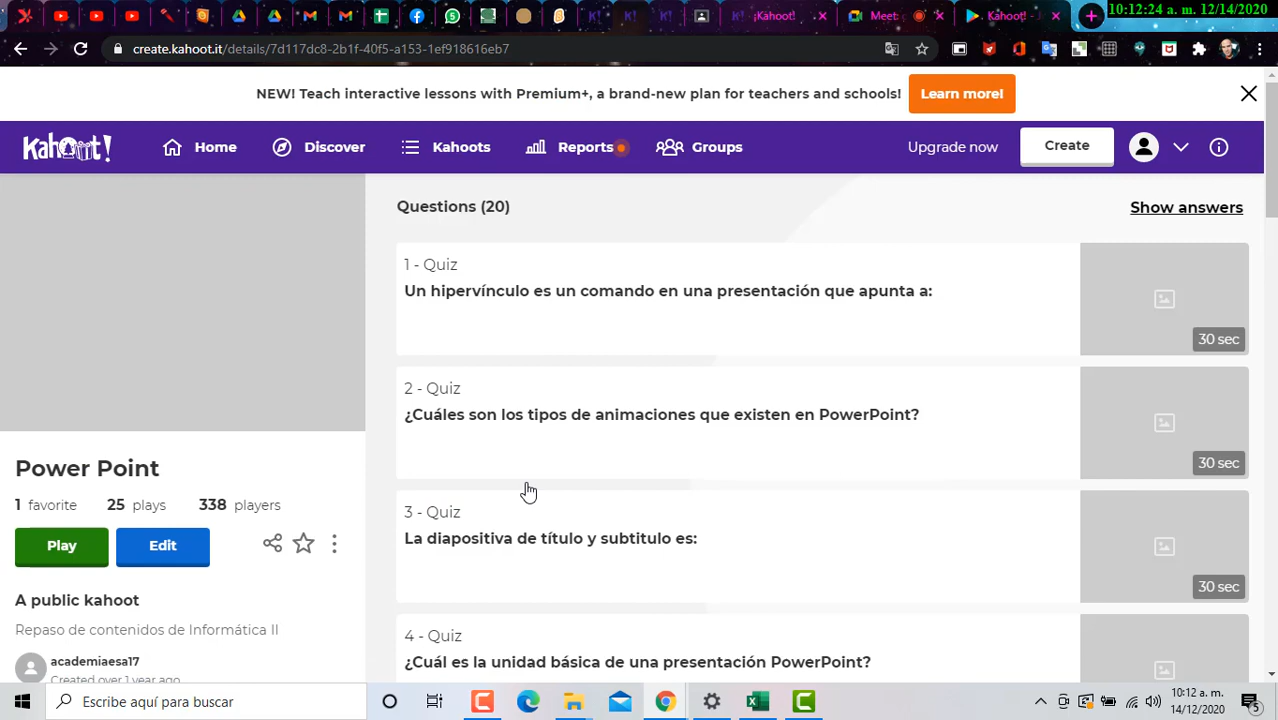 ¡Kahoot!
Meet:
Kahoot! -
10:12:24 a. m. 12/14/2020
create.kahoot.it/details/7d117dc8-2b1f-40f5-a153-1ef918616eb7
NEW! Teach interactive lessons with Premium+, a brand-new plan for teachers and schools!
Learn more!
Kahoot!
Home
Discover
Kahoots
Reports
Groups
Upgrade now
Create
Questions (20)
Show answers
1 - Quiz
Un hipervínculo es un comando en una presentación que apunta a:
30 sec
2 - Quiz
¿Cuáles son los tipos de animaciones que existen en PowerPoint?
30 sec
3 - Quiz
La diapositiva de título y subtitulo es:
30 sec
4 - Quiz
¿Cuál es la unidad básica de una presentación PowerPoint?
Power Point
1 favorite 25 plays 338 players
Play
Edit
A public kahoot
Repaso de contenidos de Informática II
academiaesa17
Created over 1 year ago
Escribe aquí para buscar
10:12 a. m.
14/12/2020
5